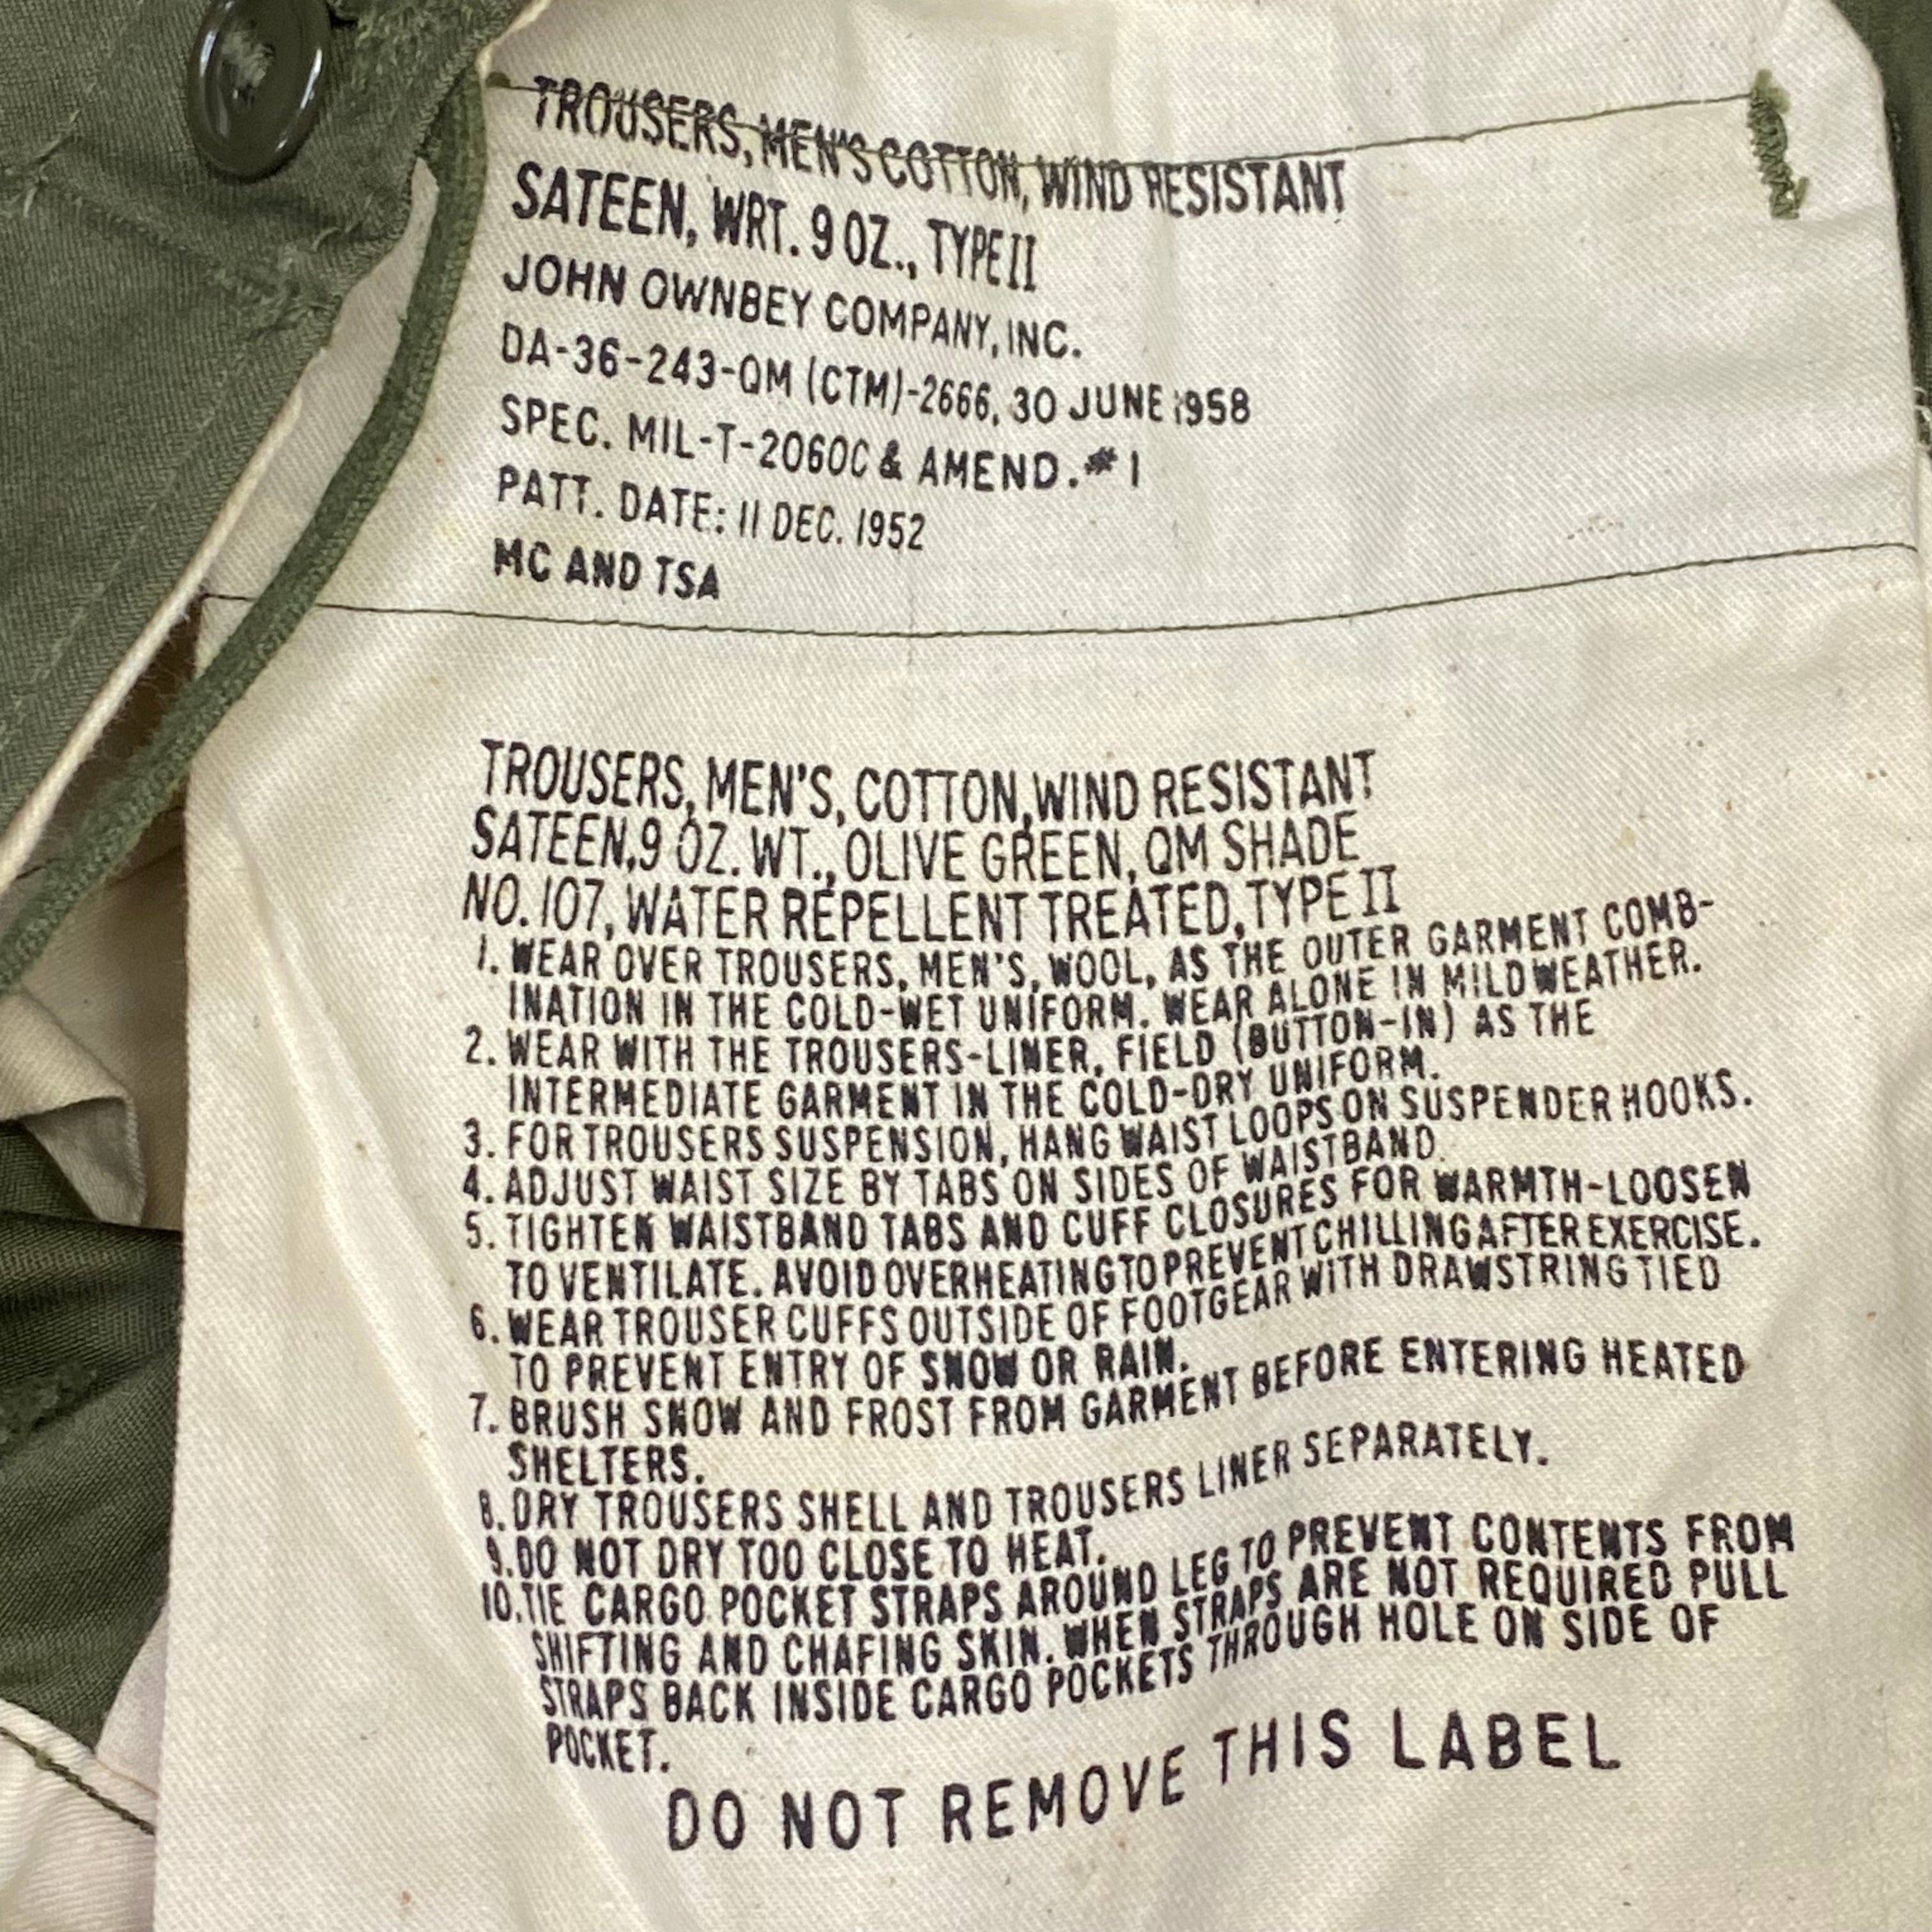 TROUSERS, MEN'S COTTON, WIND RESISTANT
SATEEN, WRT. 9 OZ., TYPE II
JOHN OWNBEY COMPANY, INC.
DA-36-243-QM (CTM)-2666, 30 JUNE 1958
SPEC. MIL-T-2060C & AMEND. #1
PATT. DATE: 11 DEC. 1952
MC AND TSA
TROUSERS, MEN'S, COTTON, WIND RESISTANT
SATEEN, 9 OZ. WT., OLIVE GREEN, QM SHADE
NO. 107, WATER REPELLENT TREATED, TYPE II
1. WEAR OVER TROUSERS, MEN'S, WOOL, AS THE OUTER GARMENT COMB-
INATION IN THE COLD-WET UNIFORM. WEAR ALONE IN MILD WEATHER.
2. WEAR WITH THE TROUSERS-LINER, FIELD (BUTTON-IN) AS THE
INTERMEDIATE GARMENT IN THE COLD-DRY UNIFORM.
3. FOR TROUSERS SUSPENSION, HANG WAIST LOOPS ON SUSPENDER HOOKS.
4. ADJUST WAIST SIZE BY TABS ON SIDES OF WAISTBAND.
5. TIGHTEN WAISTBAND TABS AND CUFF CLOSURES FOR WARMTH-LOOSEN
TO VENTILATE. AVOID OVERHEATING TO PREVENT CHILLING AFTER EXERCISE.
6. WEAR TROUSER CUFFS OUTSIDE OF FOOTGEAR WITH DRAWSTRING TIED
TO PREVENT ENTRY OF SNOW OR RAIN.
7. BRUSH SNOW AND FROST FROM GARMENT BEFORE ENTERING HEATED
SHELTERS.
8. DRY TROUSERS SHELL AND TROUSERS LINER SEPARATELY.
9. DO NOT DRY TOO CLOSE TO HEAT.
10. TIE CARGO POCKET STRAPS AROUND LEG TO PREVENT CONTENTS FROM
SHIFTING AND CHAFING SKIN. WHEN STRAPS ARE NOT REQUIRED PULL
STRAPS BACK INSIDE CARGO POCKETS THROUGH HOLE ON SIDE OF
POCKET.
DO NOT REMOVE THIS LABEL